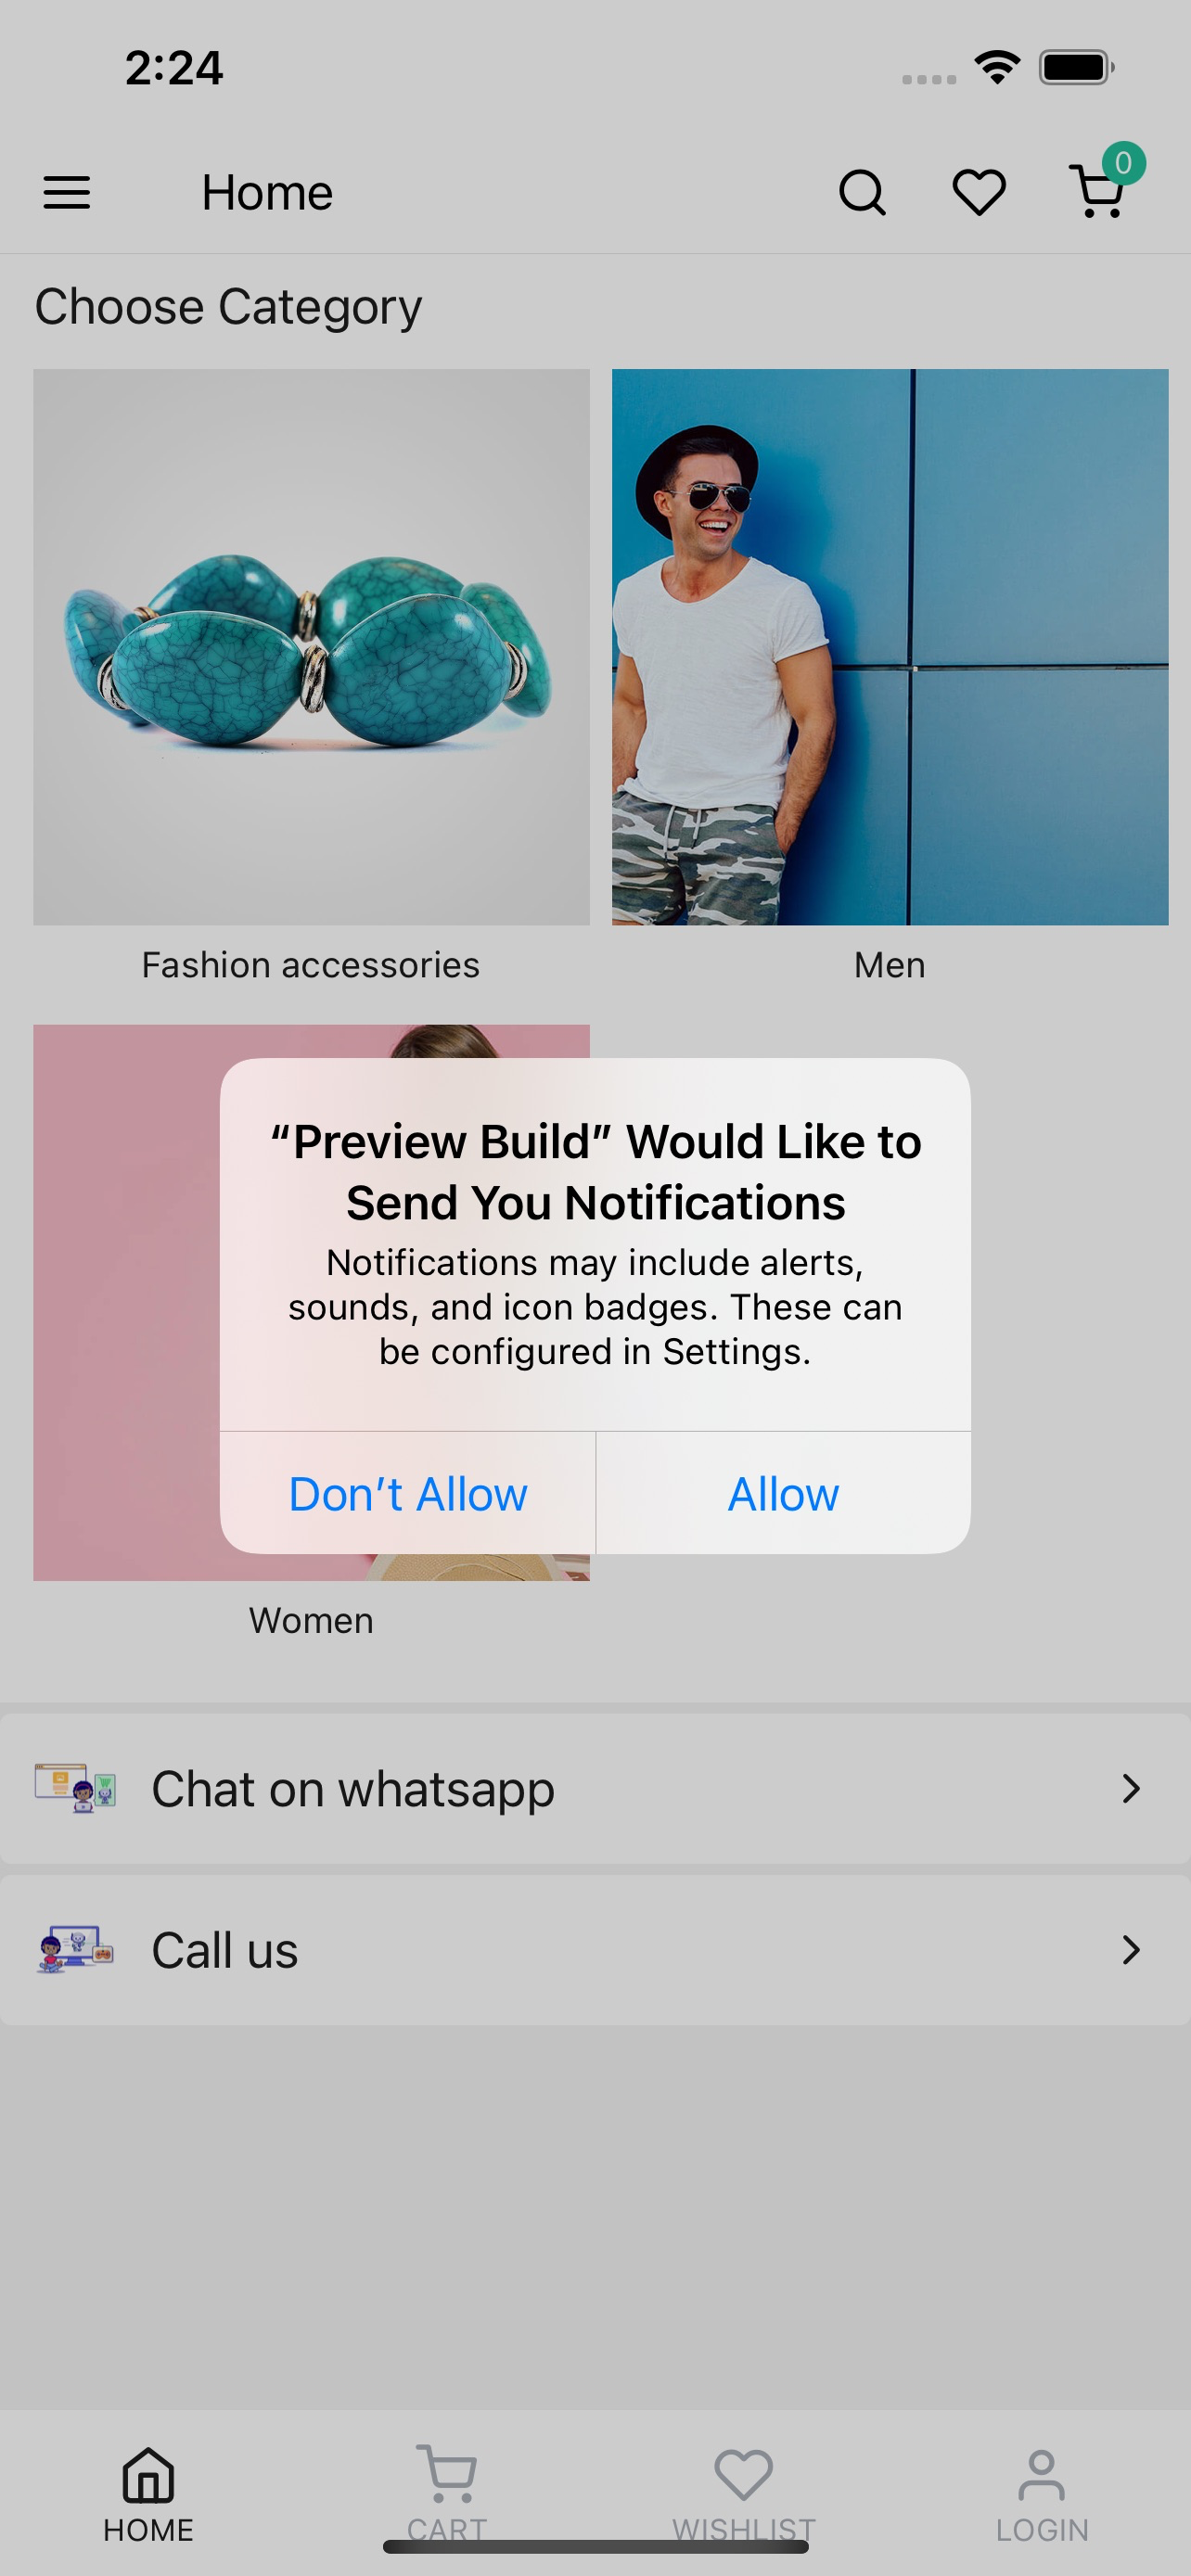 2:24
Home
0
Choose Category
Fashion accessories
Men
“Preview Build” Would Like to
Send You Notifications
Notifications may include alerts,
sounds, and icon badges. These can
be configured in Settings.
Don’t Allow
Allow
Women
Chat on whatsapp
Call us
HOME
CART
WISHLIST
LOGIN